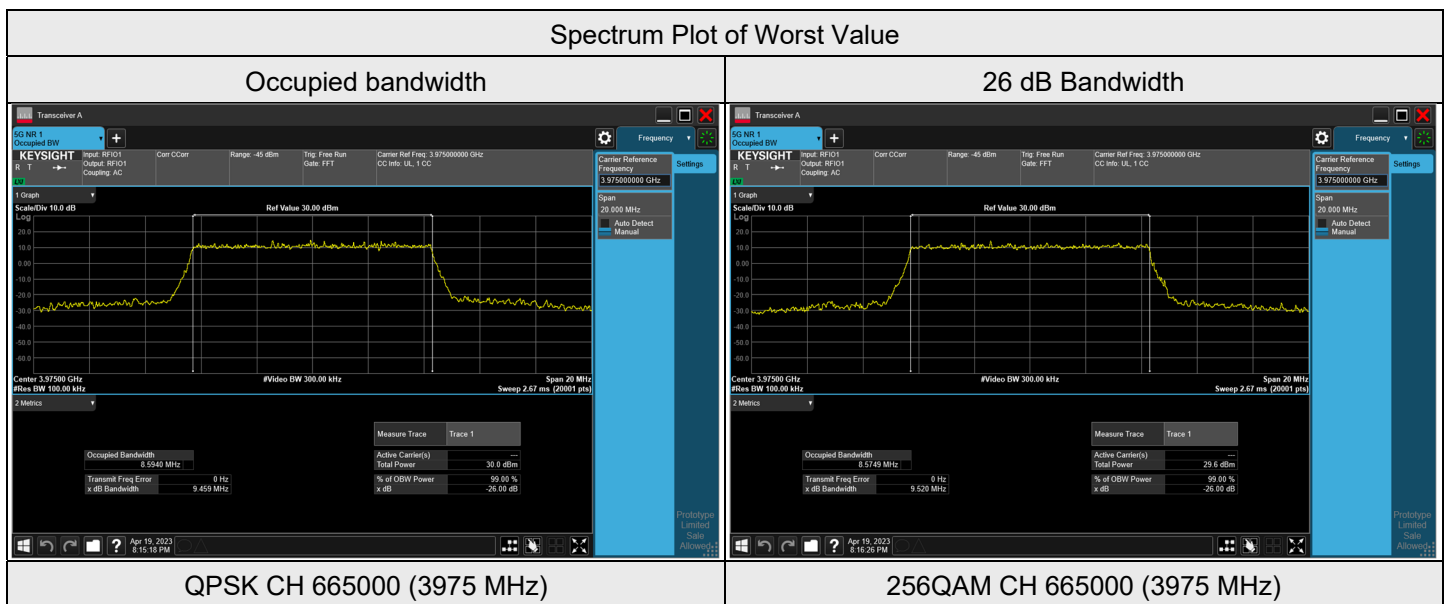 Spectrum Plot of Worst Value
Occupied bandwidth
26 dB Bandwidth
Transceiver A
5G NR 1
Occupied BW
+
Frequency
KEYSIGHT
R T
LXI
Input: RFIO1
Output: RFIO1
Coupling: AC
Corr CCorr
Range: -45 dBm
Trig: Free Run
Gate: FFT
Carrier Ref Freq: 3.975000000 GHz
CC Info: UL, 1 CC
Carrier Reference
Frequency
3.975000000 GHz
Settings
Span
20.000 MHz
Auto Detect
Manual
1 Graph
Scale/Div 10.0 dB
Ref Value 30.00 dBm
Log
20.0
10.0
0.00
-10.0
-20.0
-30.0
-40.0
-50.0
-60.0
Center 3.97500 GHz
#Video BW 300.00 kHz
Span 20 MHz
#Res BW 100.00 kHz
Sweep 2.67 ms (20001 pts)
2 Metrics
Measure Trace Trace 1
Occupied Bandwidth
8.5940 MHz
Active Carrier(s) ---
Total Power 30.0 dBm
Transmit Freq Error 0 Hz
x dB Bandwidth 9.459 MHz
% of OBW Power 99.00 %
x dB -26.00 dB
Prototype
Limited
Sale
Allowed
?
Apr 19, 2023
8:15:18 PM
Transceiver A
5G NR 1
Occupied BW
+
Frequency
KEYSIGHT
R T
LXI
Input: RFIO1
Output: RFIO1
Coupling: AC
Corr CCorr
Range: -45 dBm
Trig: Free Run
Gate: FFT
Carrier Ref Freq: 3.975000000 GHz
CC Info: UL, 1 CC
Carrier Reference
Frequency
3.975000000 GHz
Settings
Span
20.000 MHz
Auto Detect
Manual
1 Graph
Scale/Div 10.0 dB
Ref Value 30.00 dBm
Log
20.0
10.0
0.00
-10.0
-20.0
-30.0
-40.0
-50.0
-60.0
Center 3.97500 GHz
#Video BW 300.00 kHz
Span 20 MHz
#Res BW 100.00 kHz
Sweep 2.67 ms (20001 pts)
2 Metrics
Measure Trace Trace 1
Occupied Bandwidth
8.5749 MHz
Active Carrier(s) ---
Total Power 29.6 dBm
Transmit Freq Error 0 Hz
x dB Bandwidth 9.520 MHz
% of OBW Power 99.00 %
x dB -26.00 dB
Prototype
Limited
Sale
Allowed
?
Apr 19, 2023
8:16:26 PM
QPSK CH 665000 (3975 MHz)
256QAM CH 665000 (3975 MHz)